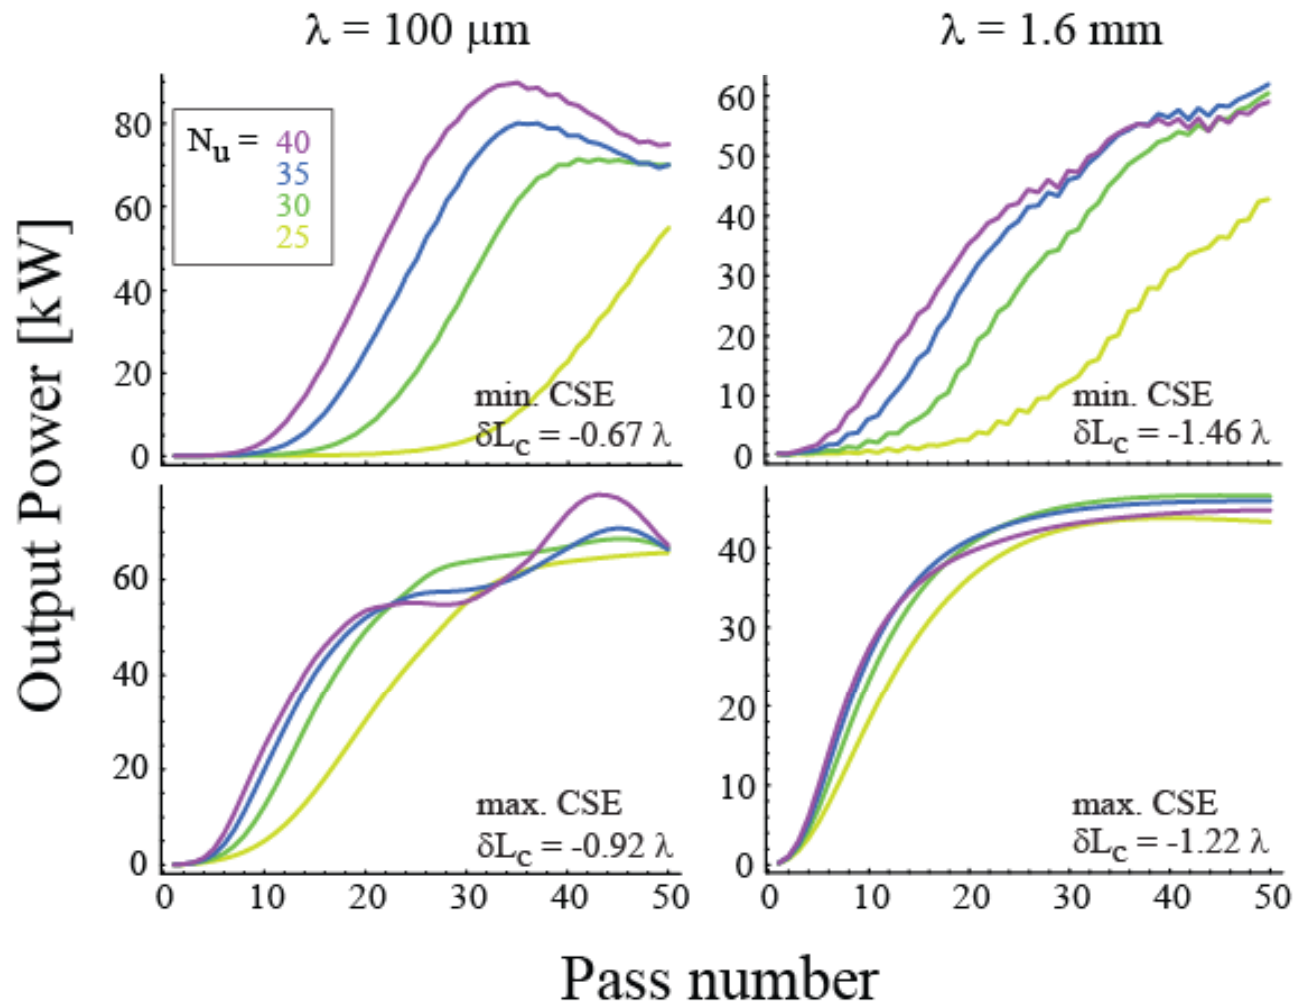 λ = 100 μm
λ = 1.6 mm
Output Power [kW]
80
60
40
20
0
N_u = 40
35
30
25
min. CSE
δL_c = -0.67 λ
60
50
40
30
20
10
0
min. CSE
δL_c = -1.46 λ
60
40
20
0
max. CSE
δL_c = -0.92 λ
0 10 20 30 40 50
40
30
20
10
0
max. CSE
δL_c = -1.22 λ
0 10 20 30 40 50
Pass number